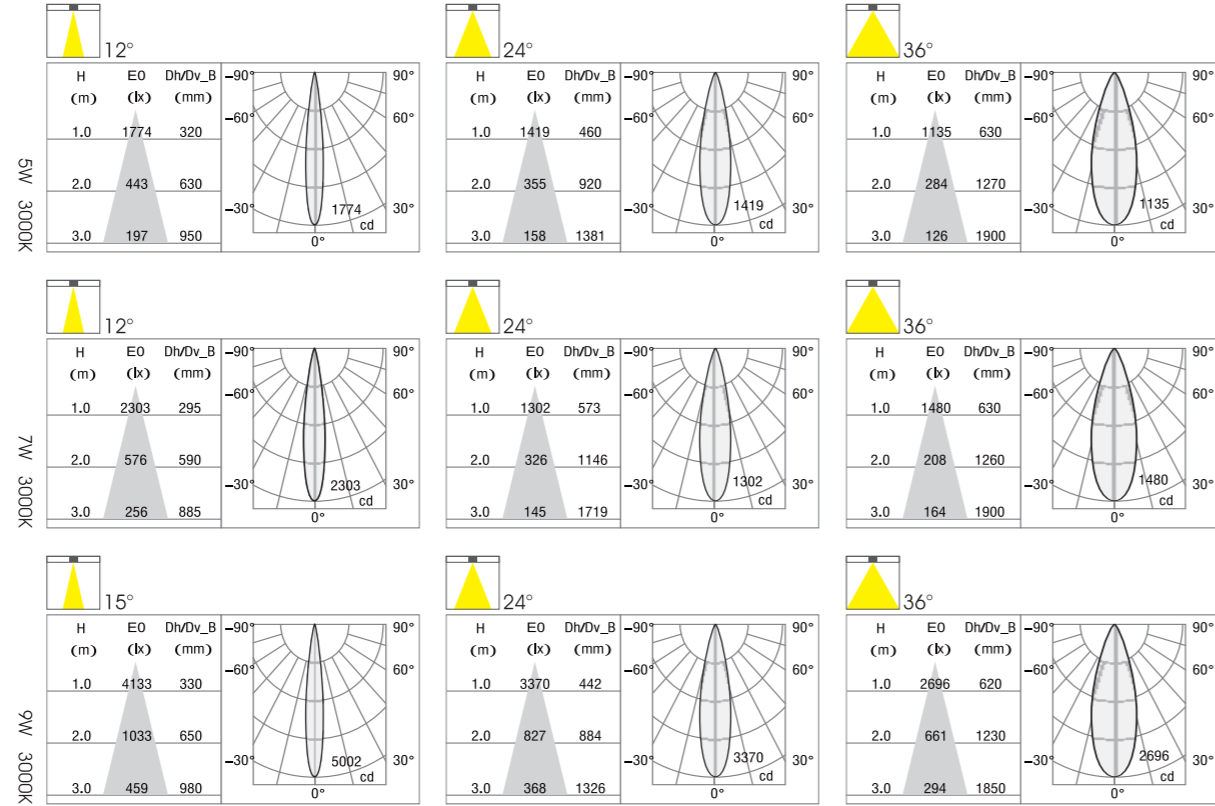 12°
24°
36°
5W 3000K
H E0 Dh/Dv_B
(m) (lx) (mm)
1.0 1774 320
2.0 443 630
3.0 197 950
-90° 90°
-60° 60°
-30° 30°
1774
cd
0°
H E0 Dh/Dv_B
(m) (lx) (mm)
1.0 1419 460
2.0 355 920
3.0 158 1381
-90° 90°
-60° 60°
-30° 30°
1419
cd
0°
H E0 Dh/Dv_B
(m) (lx) (mm)
1.0 1135 630
2.0 284 1270
3.0 126 1900
-90° 90°
-60° 60°
-30° 30°
1135
cd
0°
12°
24°
36°
7W 3000K
H E0 Dh/Dv_B
(m) (lx) (mm)
1.0 2303 295
2.0 576 590
3.0 256 885
-90° 90°
-60° 60°
-30° 30°
2303
cd
0°
H E0 Dh/Dv_B
(m) (lx) (mm)
1.0 1302 573
2.0 326 1146
3.0 145 1719
-90° 90°
-60° 60°
-30° 30°
1302
cd
0°
H E0 Dh/Dv_B
(m) (lx) (mm)
1.0 1480 630
2.0 208 1260
3.0 164 1900
-90° 90°
-60° 60°
-30° 30°
1480
cd
0°
15°
24°
36°
9W 3000K
H E0 Dh/Dv_B
(m) (lx) (mm)
1.0 4133 330
2.0 1033 650
3.0 459 980
-90° 90°
-60° 60°
-30° 30°
5002
cd
0°
H E0 Dh/Dv_B
(m) (lx) (mm)
1.0 3370 442
2.0 827 884
3.0 368 1326
-90° 90°
-60° 60°
-30° 30°
3370
cd
0°
H E0 Dh/Dv_B
(m) (lx) (mm)
1.0 2696 620
2.0 661 1230
3.0 294 1850
-90° 90°
-60° 60°
-30° 30°
2696
cd
0°